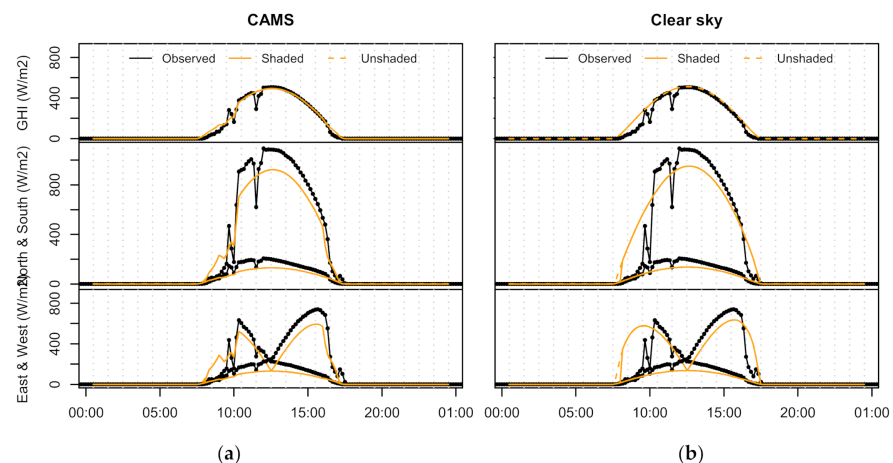 CAMS
Clear sky
Observed Shaded Unshaded
Observed Shaded Unshaded
GHI (W/m2)
800
400
0
North & South (W/m2)
800
400
0
East & West (W/m2)
800
400
0
00:00 05:00 10:00 15:00 20:00 01:00
00:00 05:00 10:00 15:00 20:00 01:00
(a)
(b)